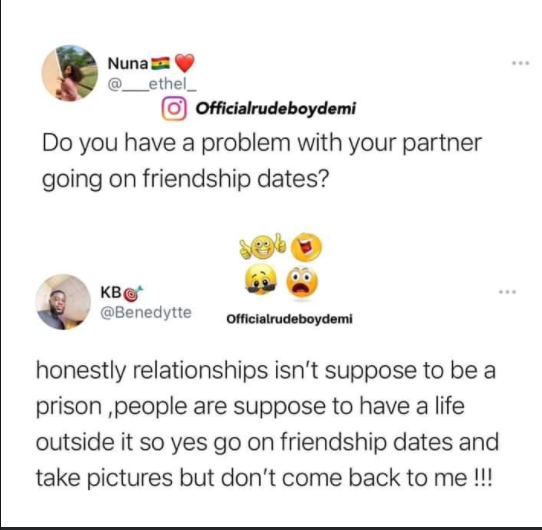 Nuna🇬🇭❤️
@___ethel_
Officialrudeboydemi
Do you have a problem with your partner
going on friendship dates?
KB🎯
@Benedytte
Officialrudeboydemi
honestly relationships isn't suppose to be a
prison ,people are suppose to have a life
outside it so yes go on friendship dates and
take pictures but don't come back to me !!!